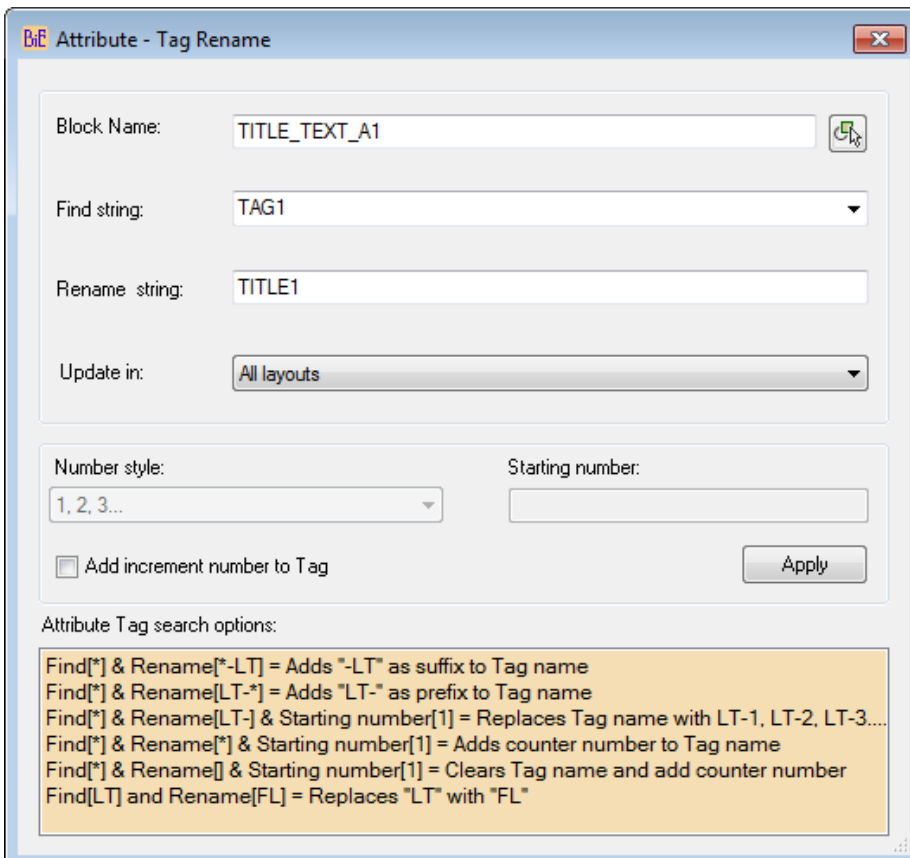 BiE Attribute - Tag Rename
Block Name: TITLE_TEXT_A1
Find string: TAG1
Rename string: TITLE1
Update in: All layouts
Number style: Starting number:
1, 2, 3...
Add increment number to Tag Apply
Attribute Tag search options:
Find[*] & Rename[*-LT] = Adds "-LT" as suffix to Tag name
Find[*] & Rename[LT-*] = Adds "LT-" as prefix to Tag name
Find[*] & Rename[LT-] & Starting number[1] = Replaces Tag name with LT-1, LT-2, LT-3....
Find[*] & Rename[*] & Starting number[1] = Adds counter number to Tag name
Find[*] & Rename[] & Starting number[1] = Clears Tag name and add counter number
Find[LT] and Rename[FL] = Replaces "LT" with "FL"